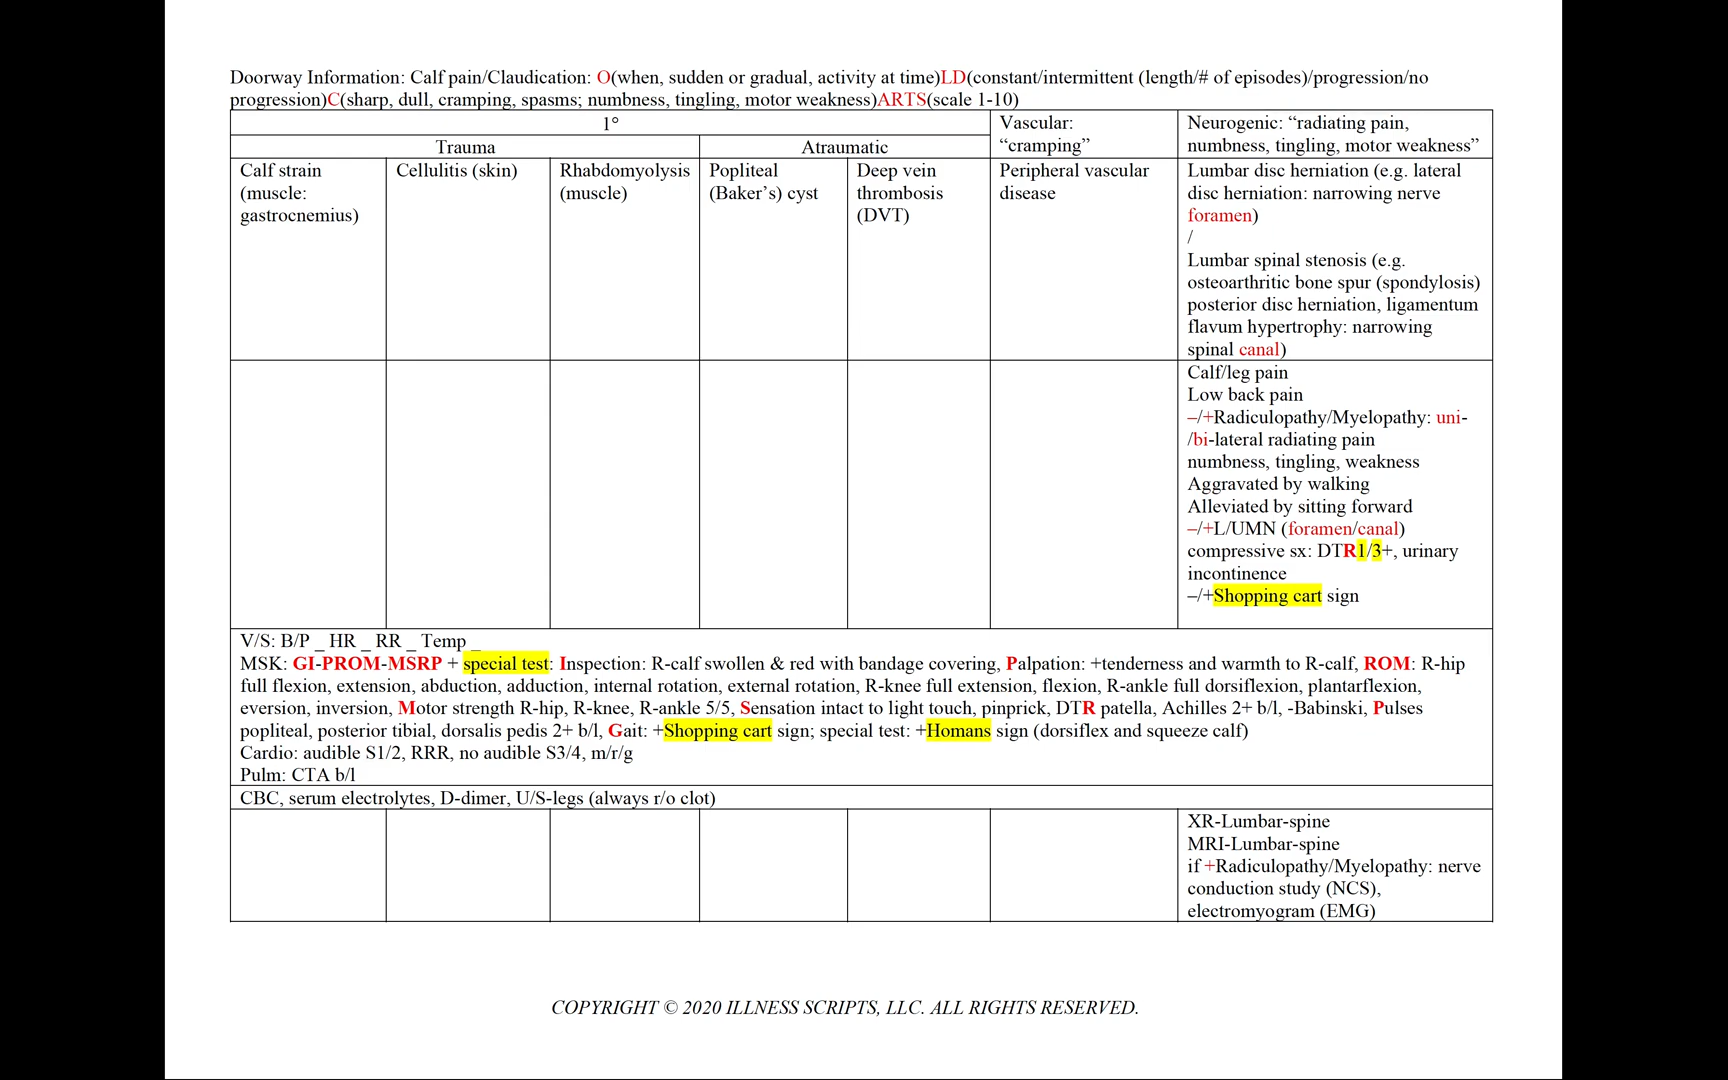 Doorway Information: Calf pain/Claudication: O(when, sudden or gradual, activity at time)LD(constant/intermittent (length/# of episodes)/progression/no
progression)C(sharp, dull, cramping, spasms; numbness, tingling, motor weakness)ARTS(scale 1-10)
1°
Trauma
Atraumatic
Vascular:
“cramping”
Neurogenic: “radiating pain,
numbness, tingling, motor weakness”
Calf strain
(muscle:
gastrocnemius)
Cellulitis (skin)
Rhabdomyolysis
(muscle)
Popliteal
(Baker’s) cyst
Deep vein
thrombosis
(DVT)
Peripheral vascular
disease
Lumbar disc herniation (e.g. lateral
disc herniation: narrowing nerve
foramen)
/
Lumbar spinal stenosis (e.g.
osteoarthritic bone spur (spondylosis)
posterior disc herniation, ligamentum
flavum hypertrophy: narrowing
spinal canal)
Calf/leg pain
Low back pain
–/+Radiculopathy/Myelopathy: uni-
/bi-lateral radiating pain
numbness, tingling, weakness
Aggravated by walking
Alleviated by sitting forward
–/+L/UMN (foramen/canal)
compressive sx: DTR1/3+, urinary
incontinence
–/+Shopping cart sign
V/S: B/P _ HR _ RR _ Temp _
MSK: GI-PROM-MSRP + special test: Inspection: R-calf swollen & red with bandage covering, Palpation: +tenderness and warmth to R-calf, ROM: R-hip
full flexion, extension, abduction, adduction, internal rotation, external rotation, R-knee full extension, flexion, R-ankle full dorsiflexion, plantarflexion,
eversion, inversion, Motor strength R-hip, R-knee, R-ankle 5/5, Sensation intact to light touch, pinprick, DTR patella, Achilles 2+ b/l, -Babinski, Pulses
popliteal, posterior tibial, dorsalis pedis 2+ b/l, Gait: +Shopping cart sign; special test: +Homans sign (dorsiflex and squeeze calf)
Cardio: audible S1/2, RRR, no audible S3/4, m/r/g
Pulm: CTA b/l
CBC, serum electrolytes, D-dimer, U/S-legs (always r/o clot)
XR-Lumbar-spine
MRI-Lumbar-spine
if +Radiculopathy/Myelopathy: nerve
conduction study (NCS),
electromyogram (EMG)
COPYRIGHT © 2020 ILLNESS SCRIPTS, LLC. ALL RIGHTS RESERVED.